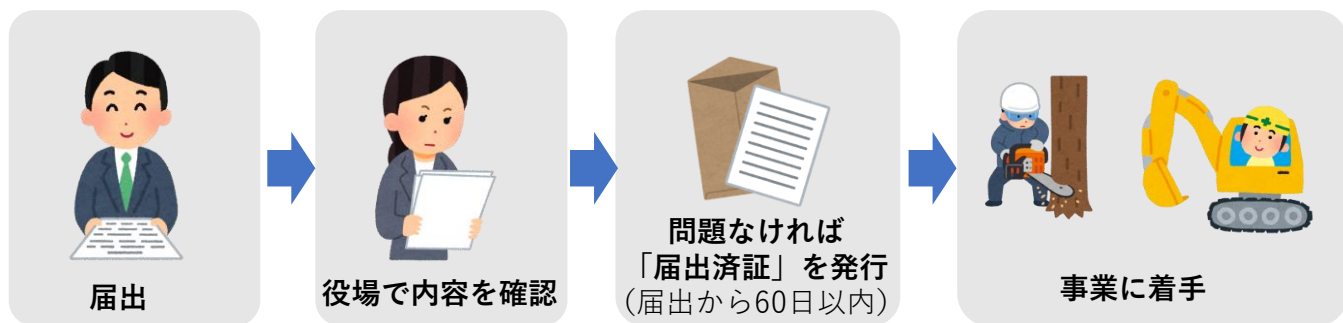 届出
役場で内容を確認
問題なければ
「届出済証」を発行
(届出から60日以内)
事業に着手